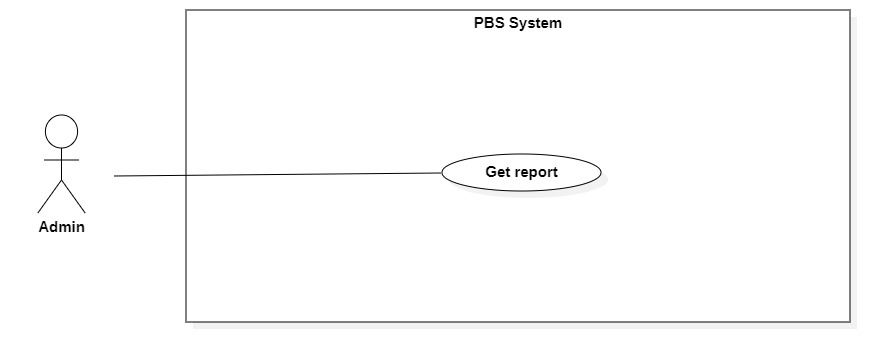 PBS System
Get report
Admin